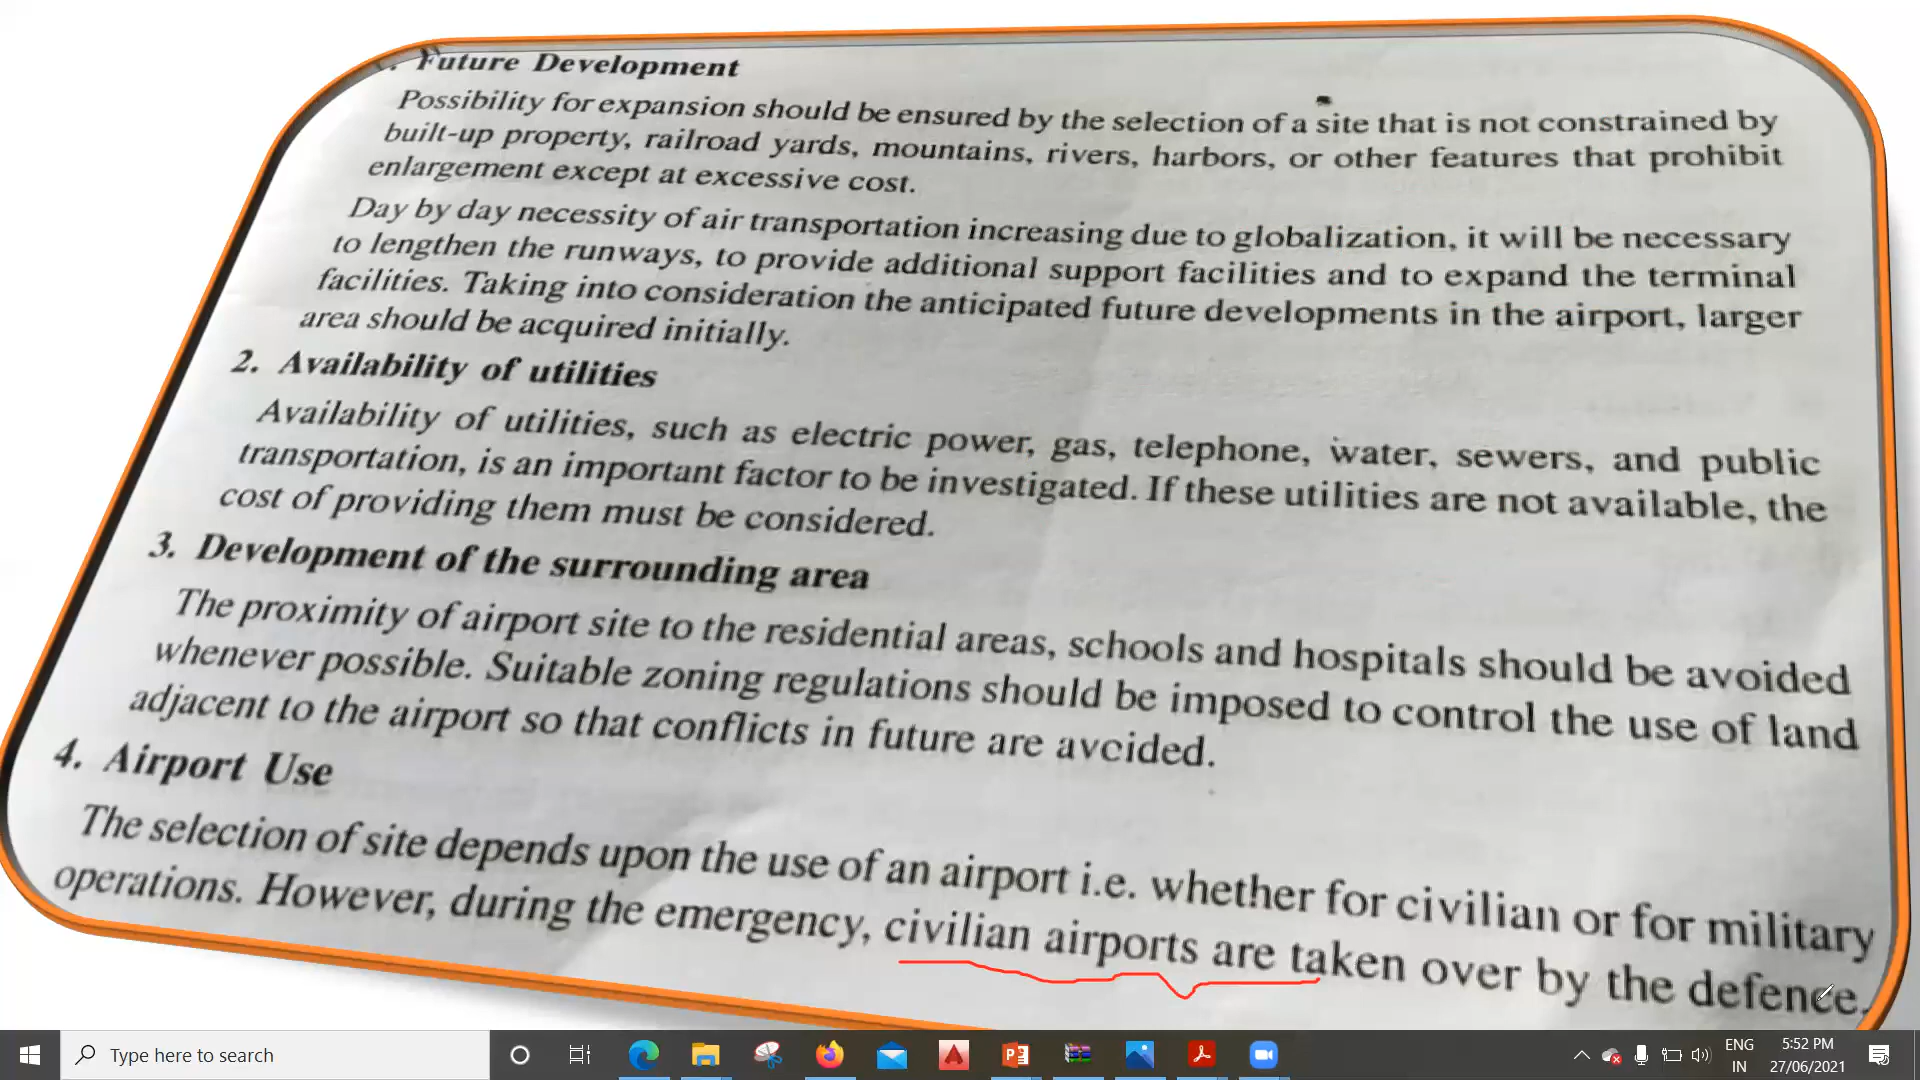 Future Development
Possibility for expansion should be ensured by the selection of a site that is not constrained by
built-up property, railroad yards, mountains, rivers, harbors, or other features that prohibit
enlargement except at excessive cost.
Day by day necessity of air transportation increasing due to globalization, it will be necessary
to lengthen the runways, to provide additional support facilities and to expand the terminal
facilities. Taking into consideration the anticipated future developments in the airport, larger
area should be acquired initially.
2. Availability of utilities
Availability of utilities, such as electric power, gas, telephone, water, sewers, and public
transportation, is an important factor to be investigated. If these utilities are not available, the
cost of providing them must be considered.
3. Development of the surrounding area
The proximity of airport site to the residential areas, schools and hospitals should be avoided
whenever possible. Suitable zoning regulations should be imposed to control the use of land
adjacent to the airport so that conflicts in future are avcided.
4. Airport Use
The selection of site depends upon the use of an airport i.e. whether for civilian or for military
operations. However, during the emergency, civilian airports are taken over by the defence.
Type here to search
ENG
IN
5:52 PM
27/06/2021